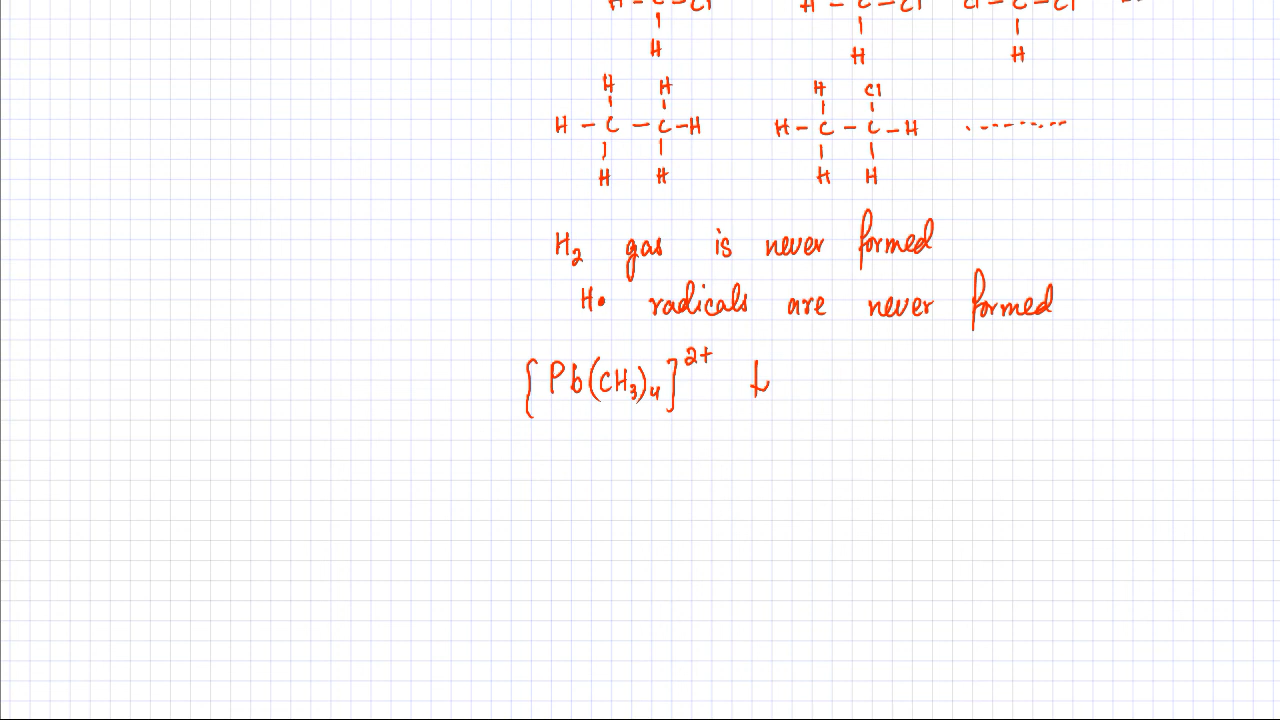 H – C – Cl H – C – Cl Cl – C – Cl
| | |
H H H
H H H Cl
| | | |
H – C – C – H H – C – C – H ..........
| | | |
H H H H
H₂ gas is never formed
H• radicals are never formed
[Pb(CH₃)₄]²⁺ ↓